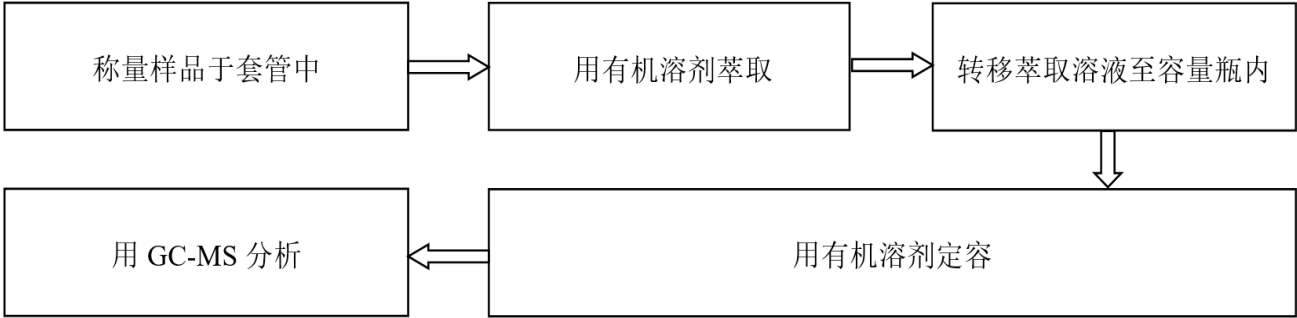 称量样品于套管中
用有机溶剂萃取
转移萃取溶液至容量瓶内
用有机溶剂定容
用 GC-MS 分析